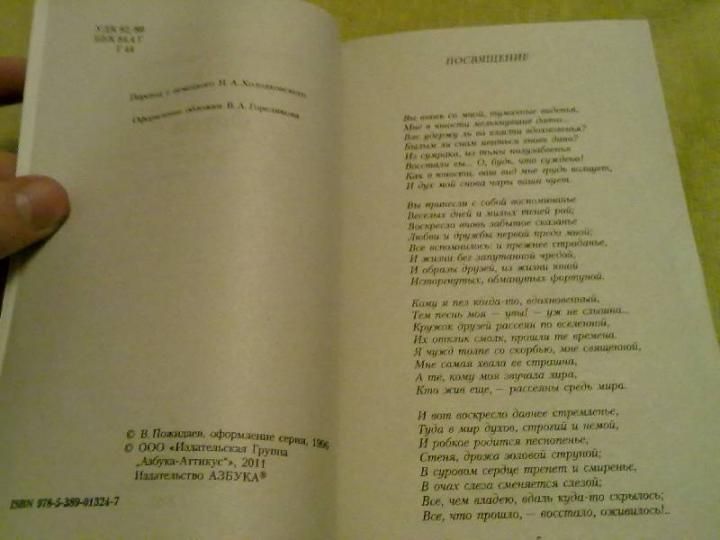 УДК 82/89
ББК 84.4 Г
Г 44
Перевод с немецкого Н. А. Холодковского
Оформление обложки В. А. Гореликова
© В. Пожидаев, оформление серии, 1996
© ООО «Издательская Группа
„Азбука-Аттикус“», 2011
Издательство АЗБУКА®
ISBN 978-5-389-01324-7
ПОСВЯЩЕНИЕ
Вы вновь со мной, туманные виденья,
Мне в юности мелькнувшие давно...
Вас удержу ль во власти вдохновенья?
Былым ли снам явиться вновь дано?
Из сумрака, из тьмы полузабвенья
Восстали вы... О, будь, что суждено!
Как в юности, ваш вид мне грудь волнует,
И дух мой снова чары ваши чует.
Вы принесли с собой воспоминанье
Веселых дней и милых теней рой;
Воскресло вновь забытое сказанье
Любви и дружбы первой предо мной;
Все вспомнилось: и прежнее страданье,
И жизни бег запутанной чредой,
И образы друзей, из жизни юной
Исторгнутых, обманутых фортуной.
Кому я пел когда-то, вдохновенный,
Тем песнь моя — увы! — уж не слышна...
Кружок друзей рассеян по вселенной,
Их отклик смолк, прошли те времена.
Я чужд толпе со скорбью, мне священной,
Мне самая хвала ее страшна,
А те, кому моя звучала лира,
Кто жив еще, — рассеяны средь мира.
И вот воскресло давнее стремленье,
Туда в мир духов, строгий и немой,
И робкое родится песнопенье,
Стеня, дрожа эоловой струной;
В суровом сердце трепет и смиренье,
В очах слеза сменяется слезой;
Все, чем владею, вдаль куда-то скрылось;
Все, что прошло, — восстало, оживилось!..